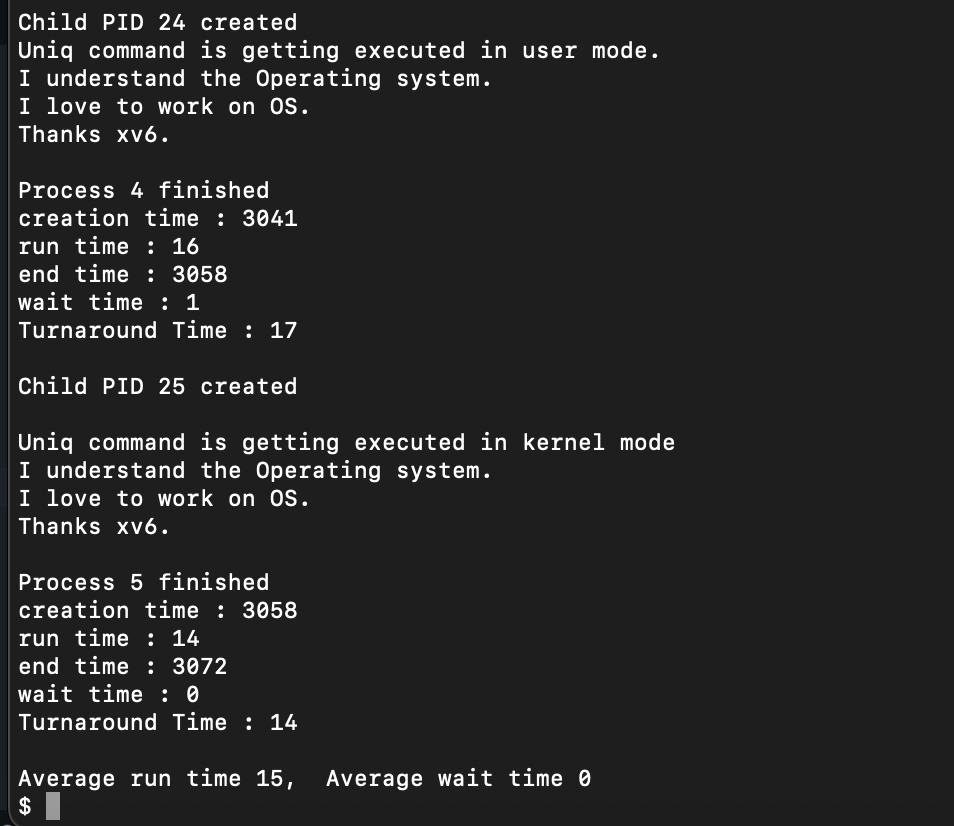 Child PID 24 created
Uniq command is getting executed in user mode.
I understand the Operating system.
I love to work on OS.
Thanks xv6.
Process 4 finished
creation time : 3041
run time : 16
end time : 3058
wait time : 1
Turnaround Time : 17
Child PID 25 created
Uniq command is getting executed in kernel mode
I understand the Operating system.
I love to work on OS.
Thanks xv6.
Process 5 finished
creation time : 3058
run time : 14
end time : 3072
wait time : 0
Turnaround Time : 14
Average run time 15,  Average wait time 0
$